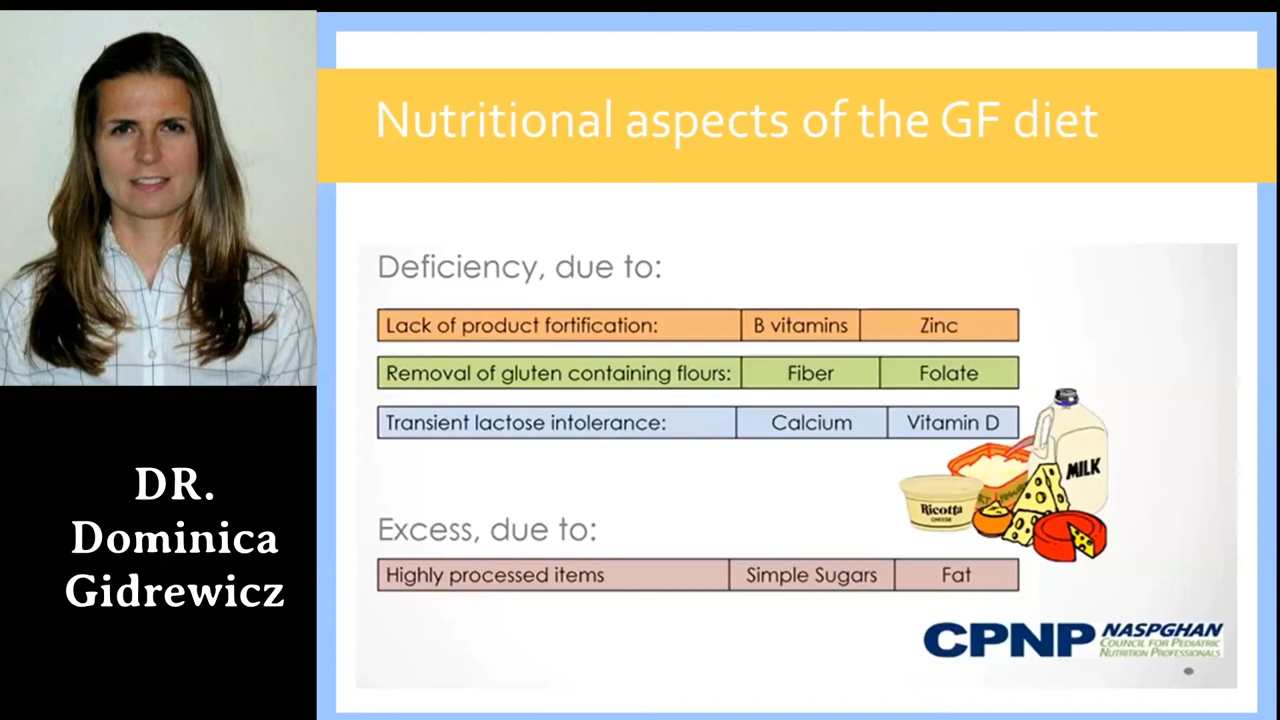 DR.
Dominica
Gidrewicz
Nutritional aspects of the GF diet
Deficiency, due to:
Lack of product fortification: B vitamins Zinc
Removal of gluten containing flours: Fiber Folate
Transient lactose intolerance: Calcium Vitamin D
MILK
Ricotta
CHEESE
Excess, due to:
Highly processed items Simple Sugars Fat
CPNP NASPGHAN
COUNCIL FOR PEDIATRIC
NUTRITION PROFESSIONALS